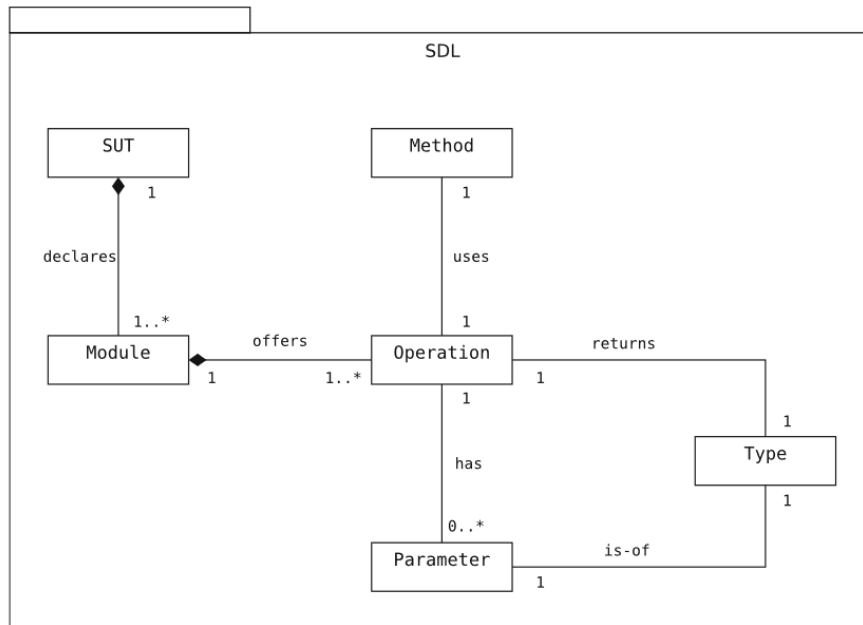 SDL
SUT
Method
1
1
declares
uses
1..*
1
Module
offers
Operation
returns
1
1..*
1
1
1
Type
has
1
0..*
Parameter
is-of
1